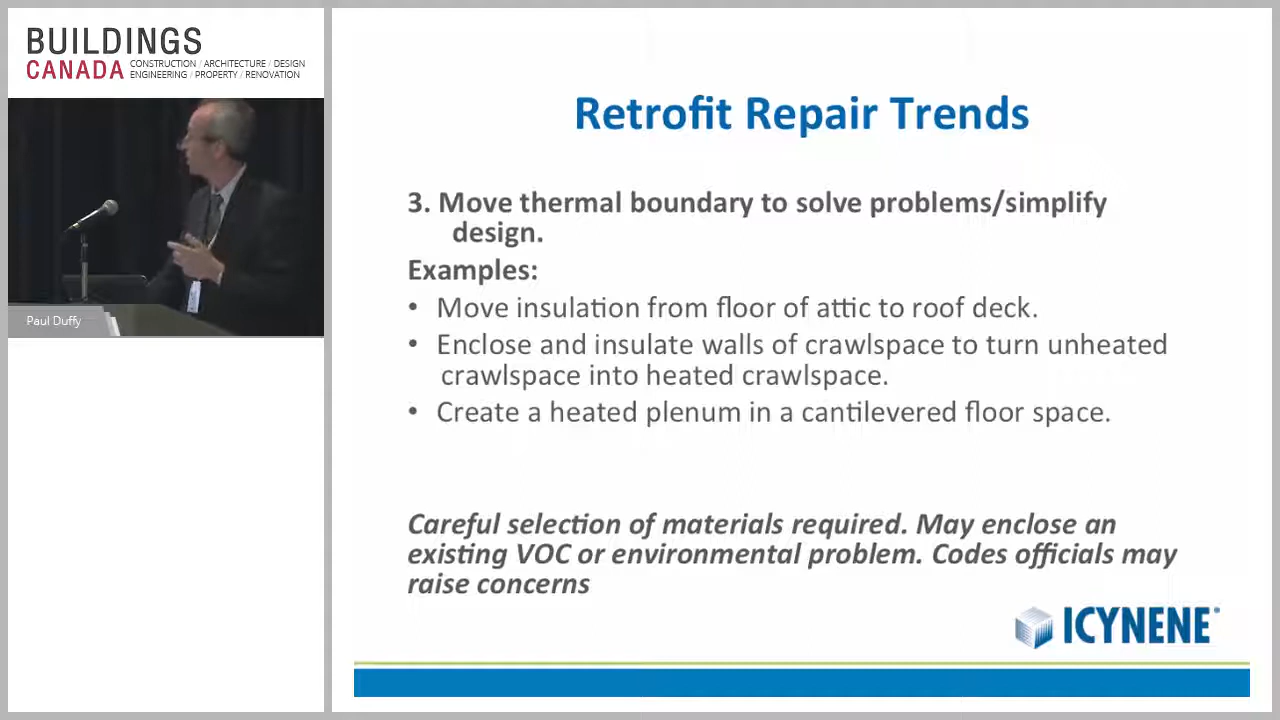 BUILDINGS
CANADA CONSTRUCTION / ARCHITECTURE / DESIGN
ENGINEERING / PROPERTY / RENOVATION
Paul Duffy
Retrofit Repair Trends
3. Move thermal boundary to solve problems/simplify
design.
Examples:
• Move insulation from floor of attic to roof deck.
• Enclose and insulate walls of crawlspace to turn unheated
crawlspace into heated crawlspace.
• Create a heated plenum in a cantilevered floor space.
Careful selection of materials required. May enclose an
existing VOC or environmental problem. Codes officials may
raise concerns
ICYNENE®